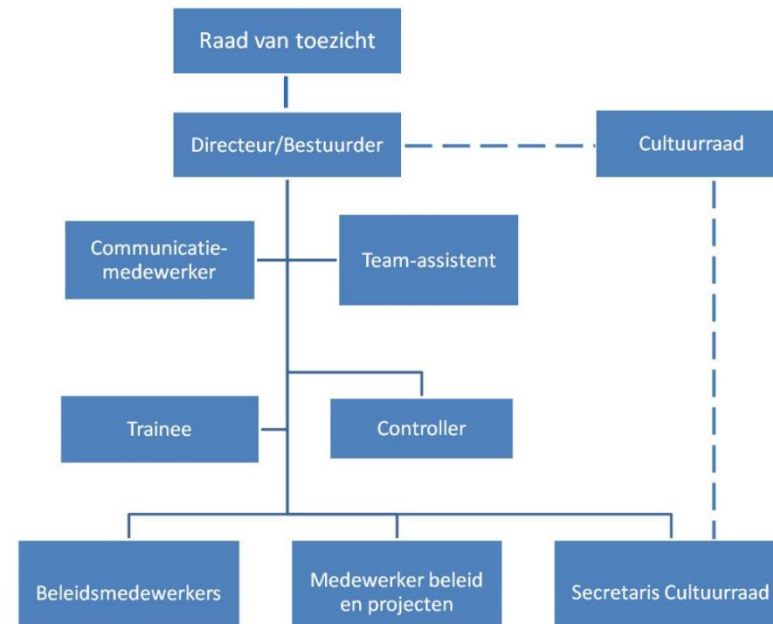 Raad van toezicht
Directeur/Bestuurder
Cultuurraad
Communicatie-
medewerker
Team-assistent
Trainee
Controller
Beleidsmedewerkers
Medewerker beleid
en projecten
Secretaris Cultuurraad